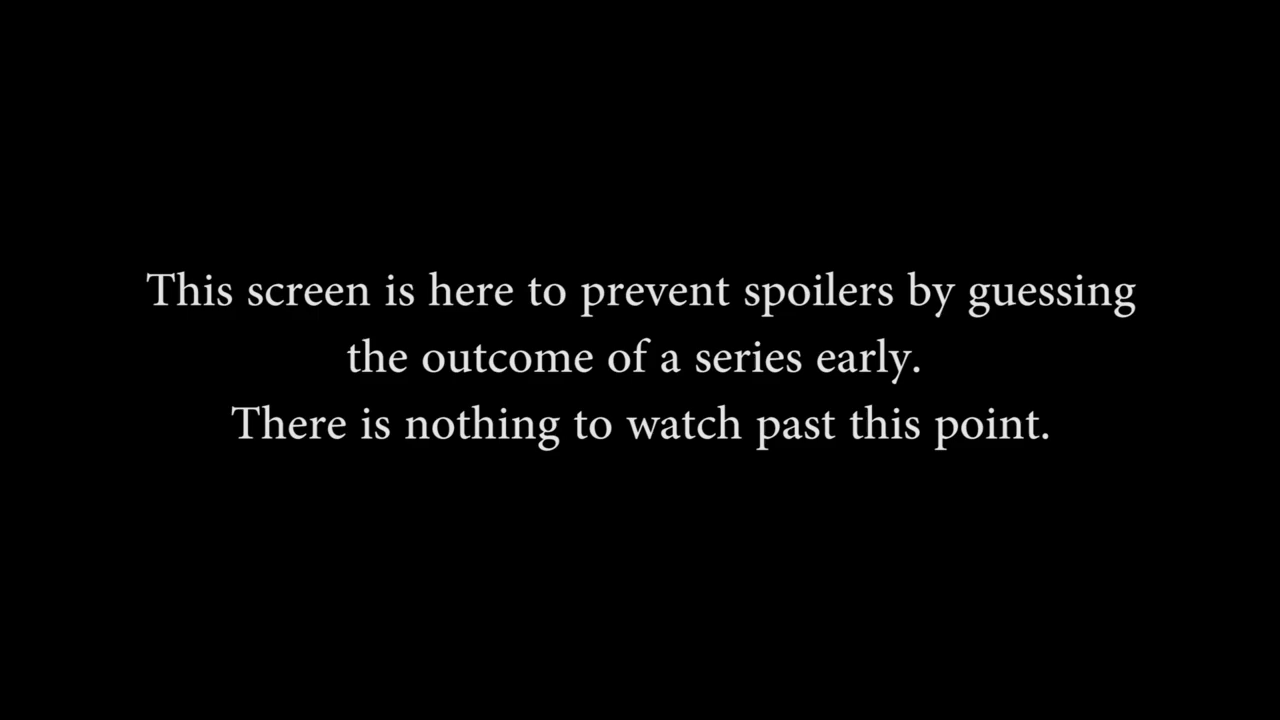 This screen is here to prevent spoilers by guessing
the outcome of a series early.
There is nothing to watch past this point.